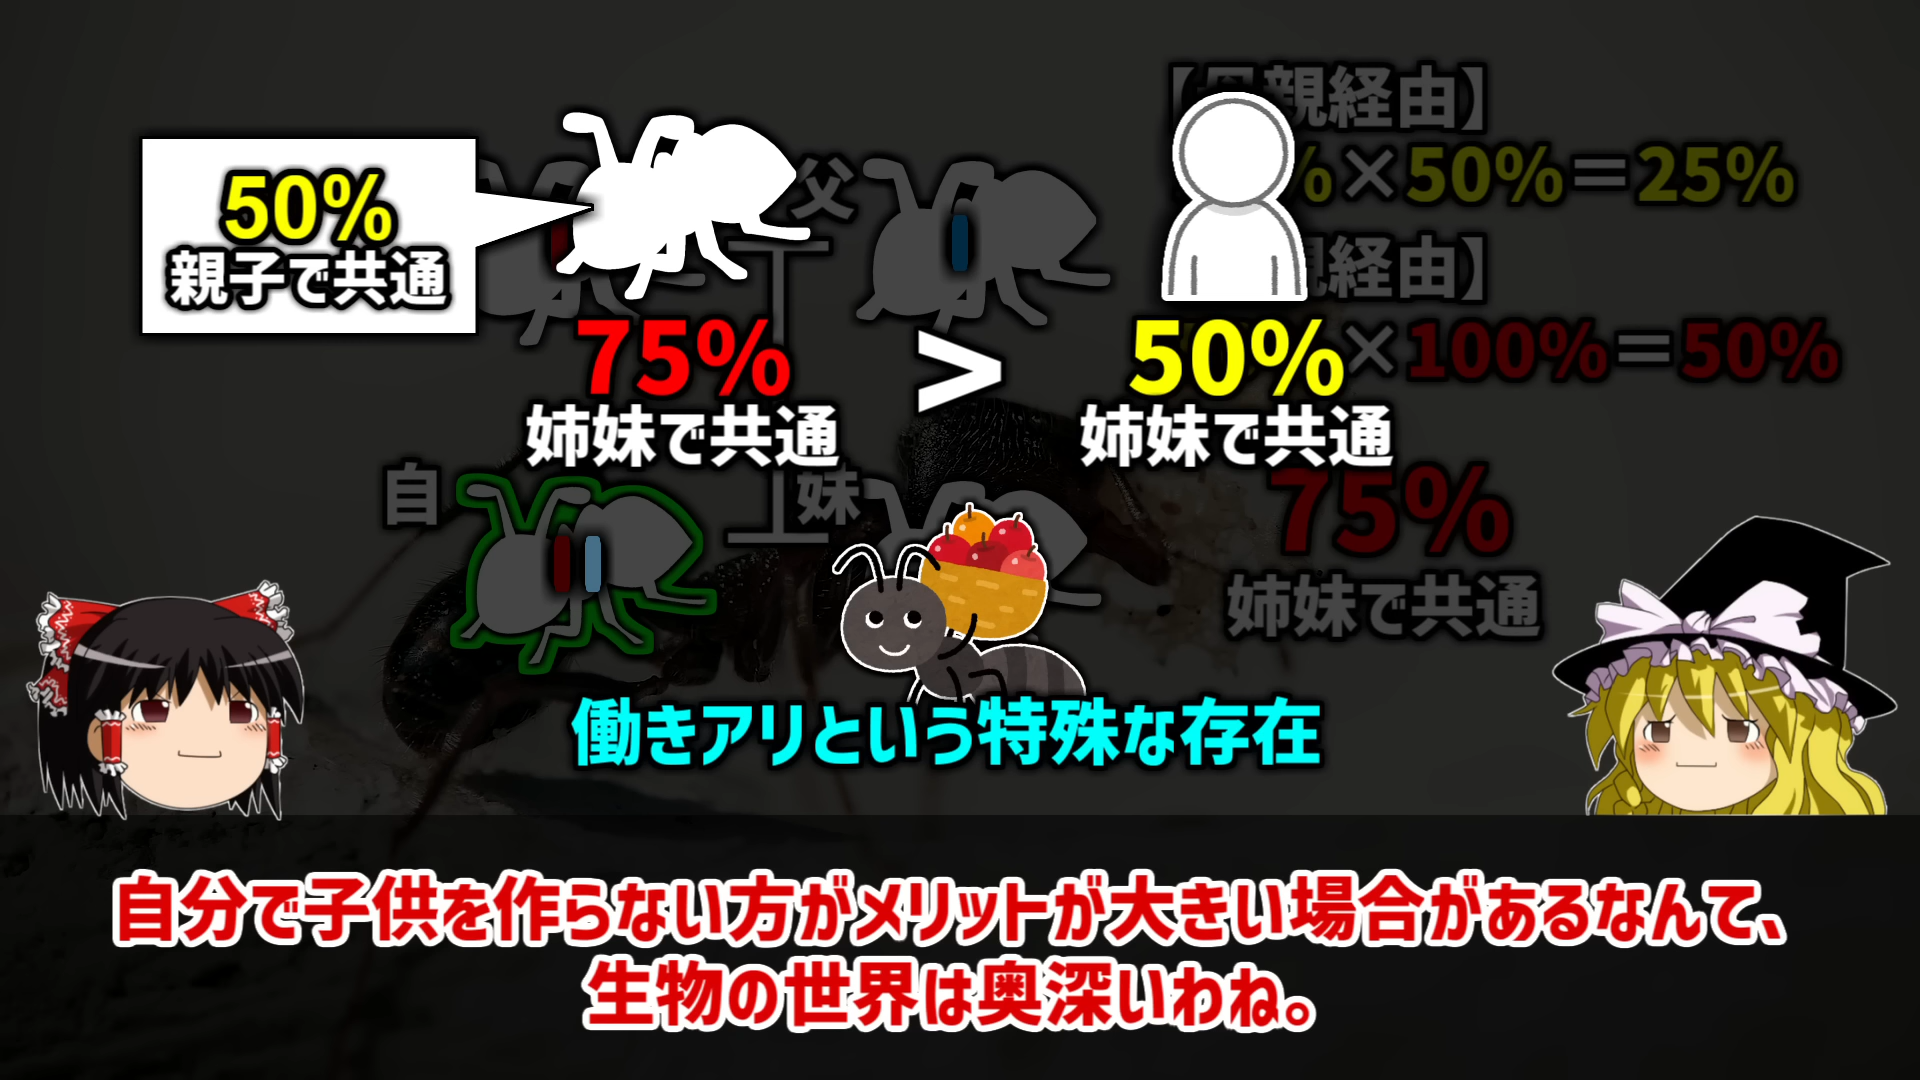 【母親経由】
父
%×50%=25%
50%
親子で共通
親経由】
75%
>
50%
×100%=50%
姉妹で共通
姉妹で共通
自
妹
75%
姉妹で共通
働きアリという特殊な存在
自分で子供を作らない方がメリットが大きい場合があるなんて、
生物の世界は奥深いわね。